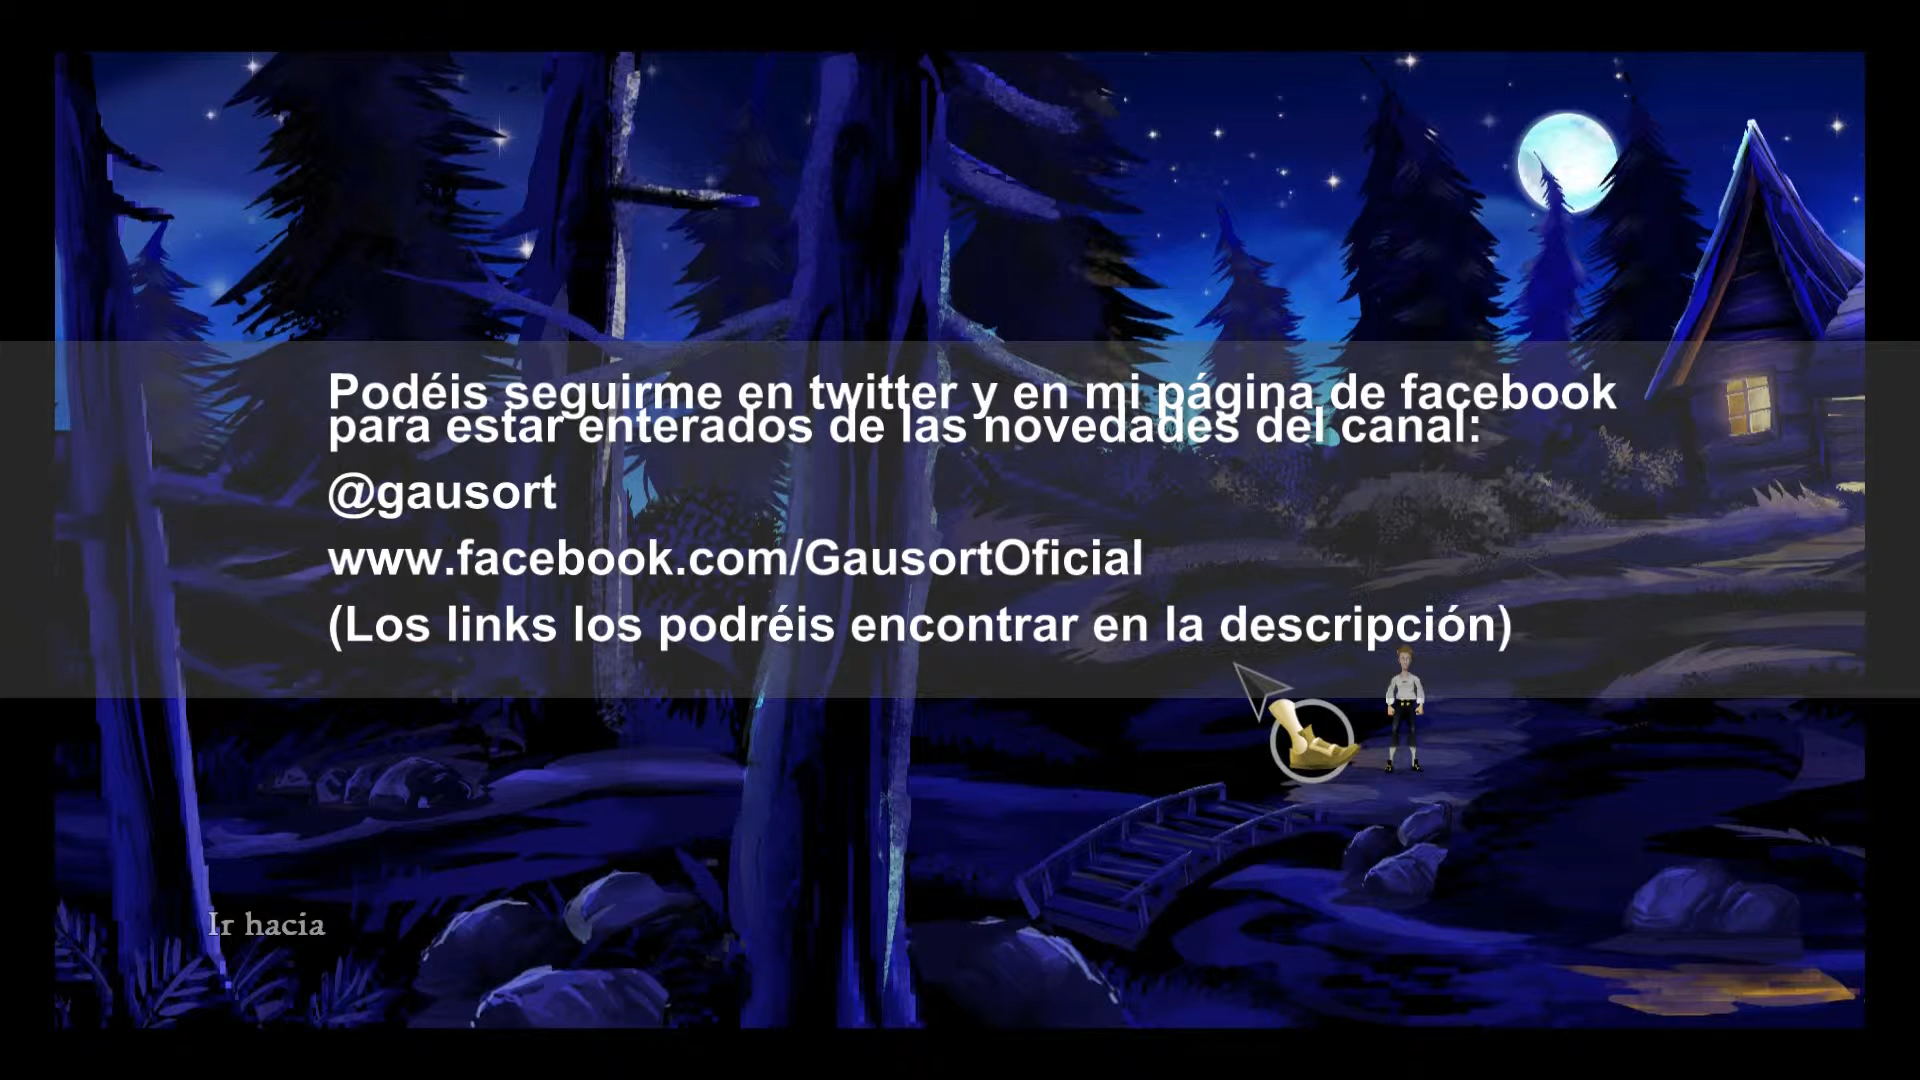 Podéis seguirme en twitter y en mi página de facebook
para estar enterados de las novedades del canal:
@gausort
www.facebook.com/GausortOficial
(Los links los podréis encontrar en la descripción)
Ir hacia